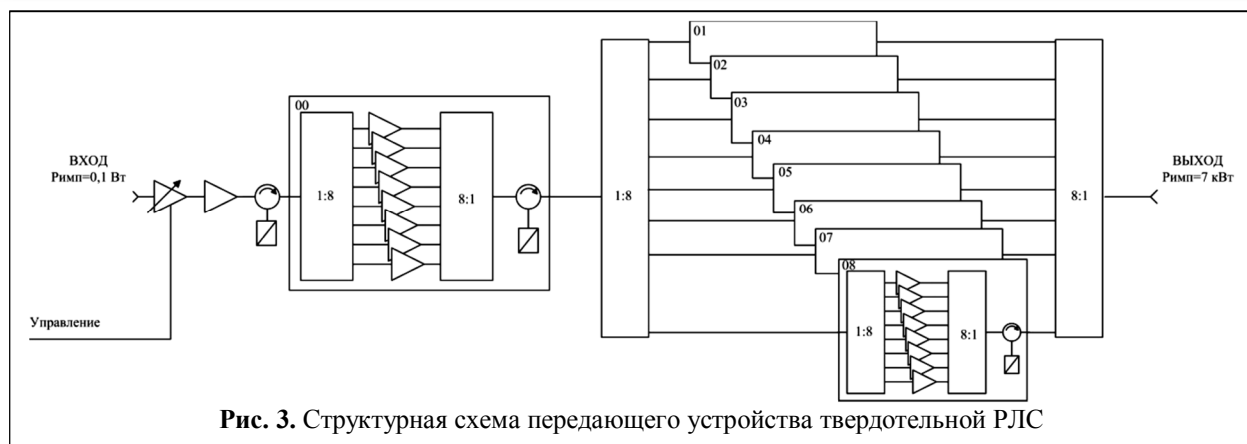 01
02
03
04
05
06
07
08
00
ВХОД
Римп=0,1 Вт
1:8
8:1
1:8
8:1
ВЫХОД
Римп=7 кВт
1:8
8:1
Управление
Рис. 3. Структурная схема передающего устройства твердотельной РЛС